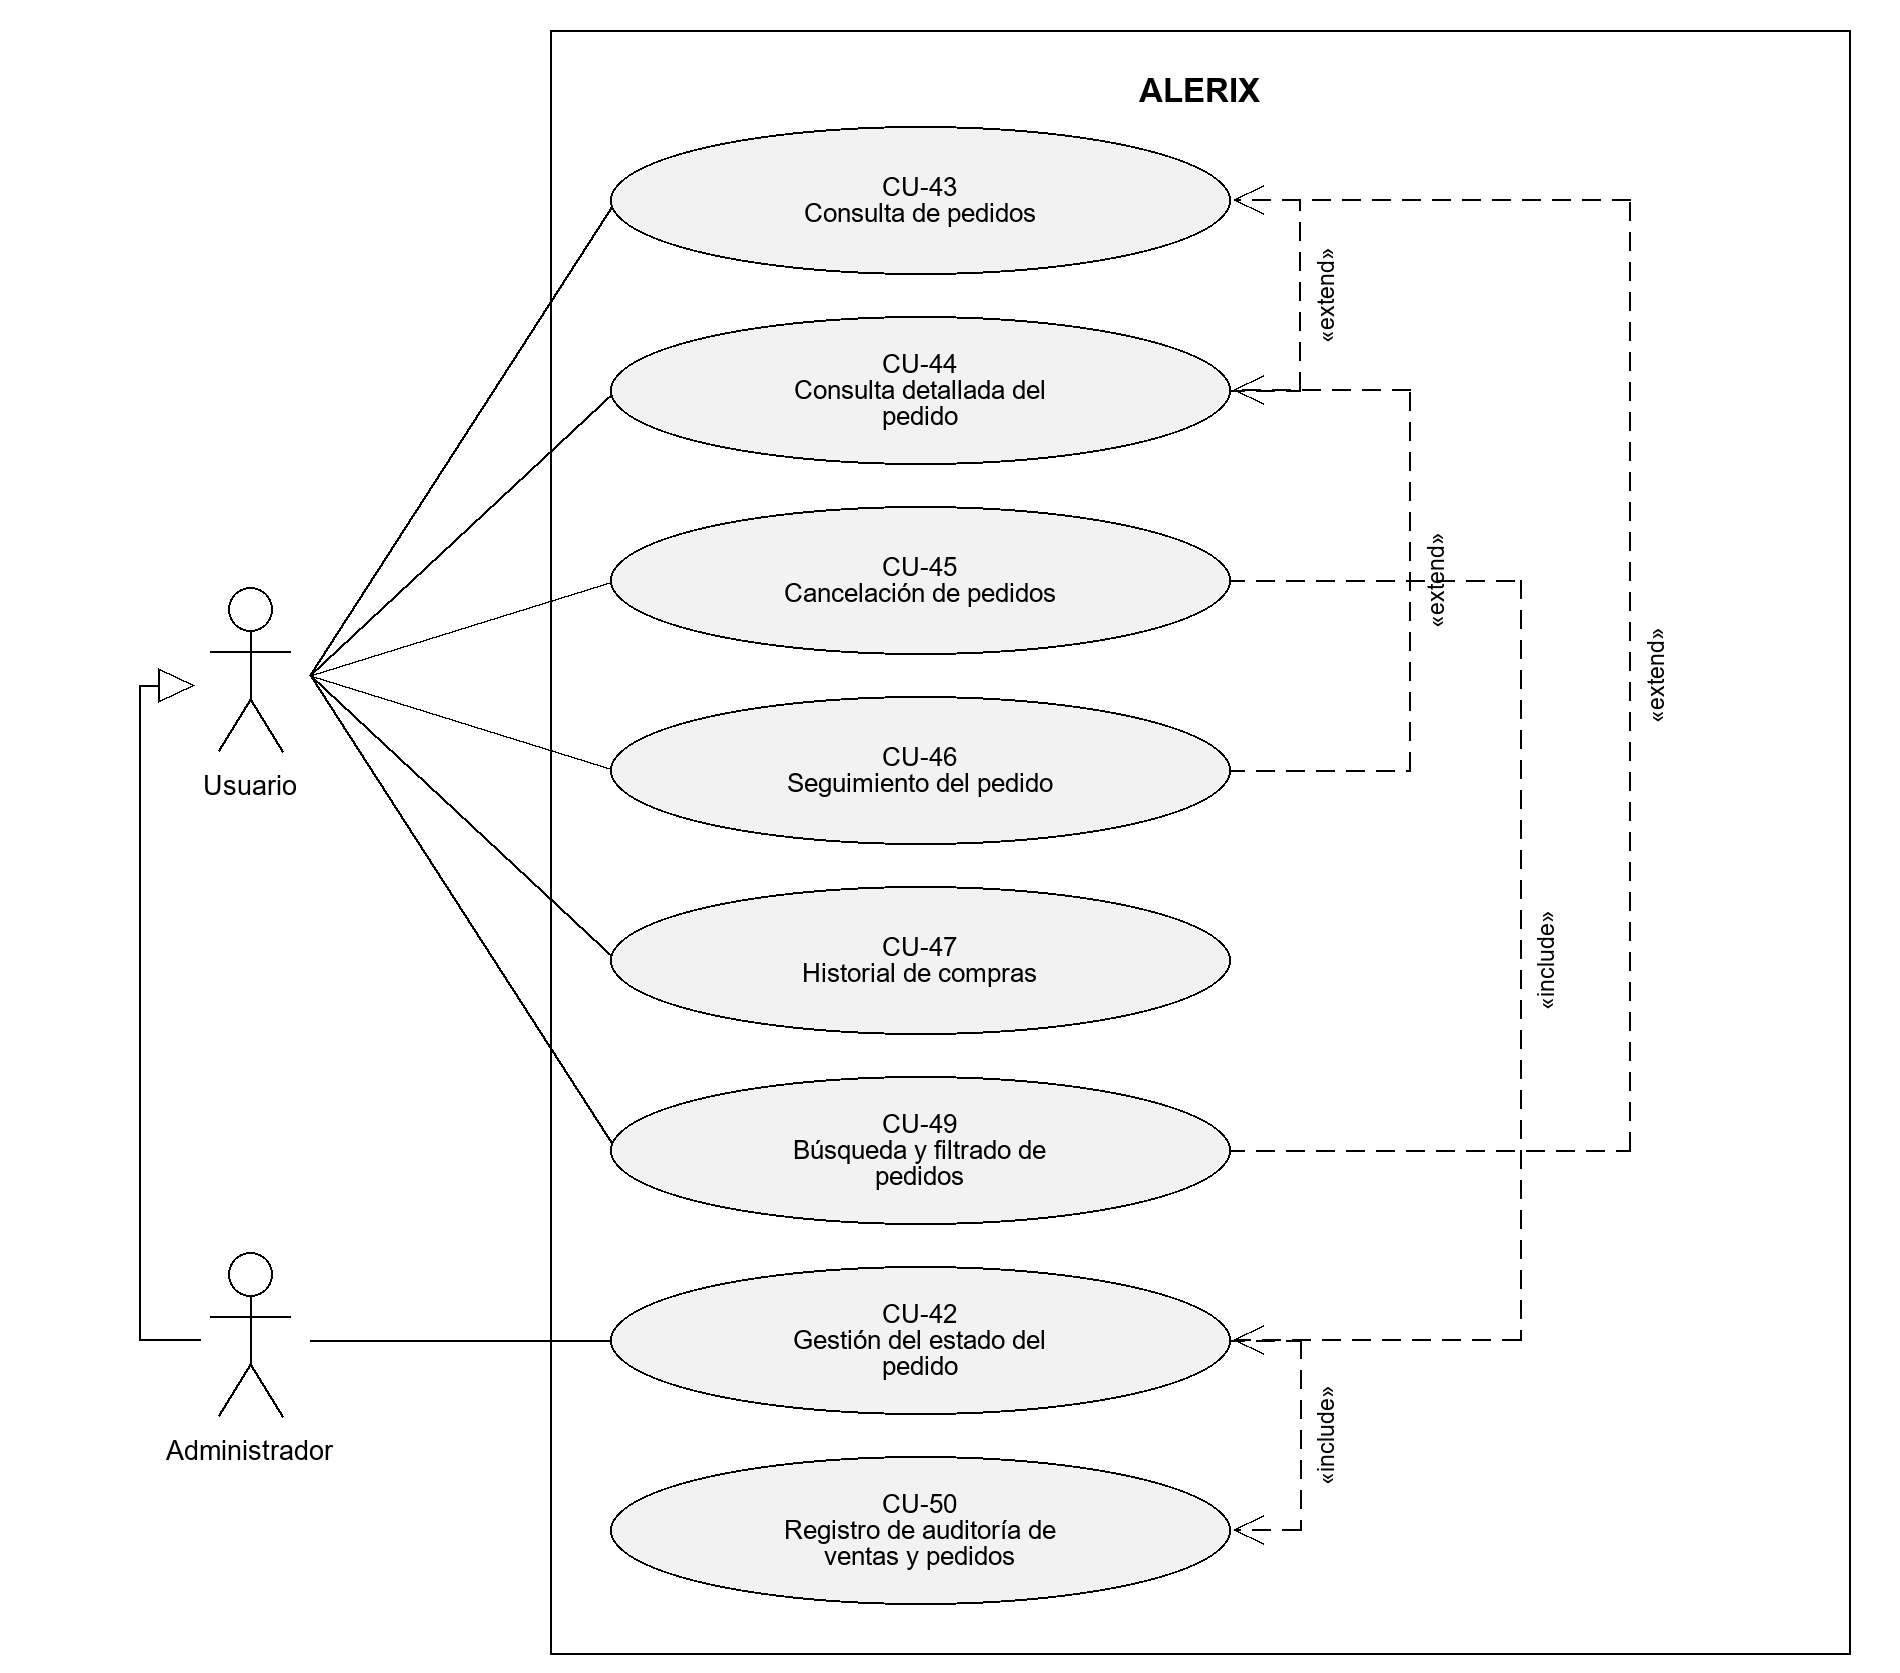 ALERIX
CU-43
Consulta de pedidos
«extend»
CU-44
Consulta detallada del
pedido
CU-45
Cancelación de pedidos
«extend»
«extend»
Usuario
CU-46
Seguimiento del pedido
CU-47
Historial de compras
«include»
CU-49
Búsqueda y filtrado de
pedidos
CU-42
Gestión del estado del
pedido
Administrador
«include»
CU-50
Registro de auditoría de
ventas y pedidos